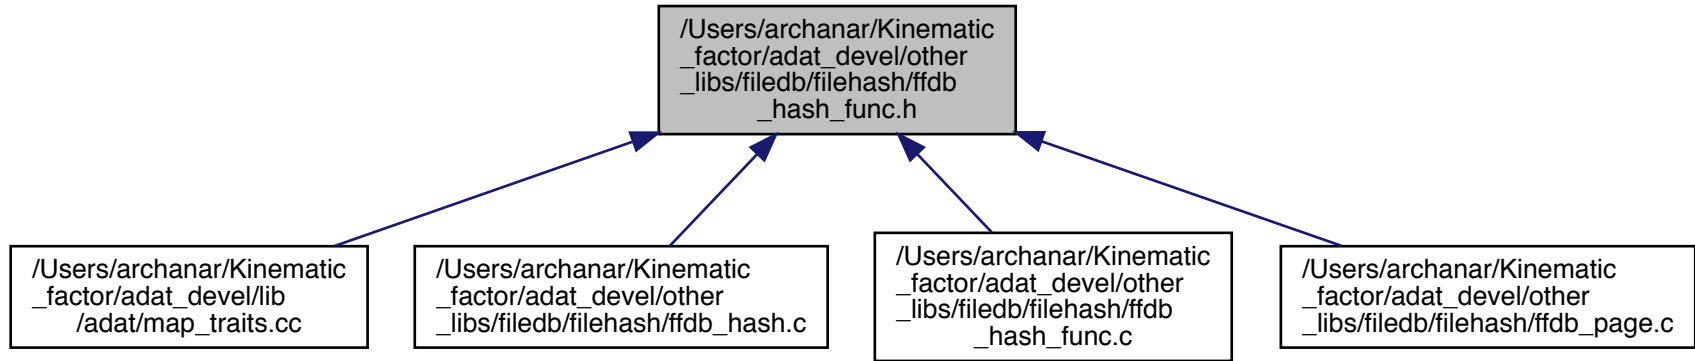 /Users/archanar/Kinematic
_factor/adat_devel/other
_libs/filedb/filehash/ffdb
_hash_func.h
/Users/archanar/Kinematic
_factor/adat_devel/lib
/adat/map_traits.cc
/Users/archanar/Kinematic
_factor/adat_devel/other
_libs/filedb/filehash/ffdb_hash.c
/Users/archanar/Kinematic
_factor/adat_devel/other
_libs/filedb/filehash/ffdb
_hash_func.c
/Users/archanar/Kinematic
_factor/adat_devel/other
_libs/filedb/filehash/ffdb_page.c